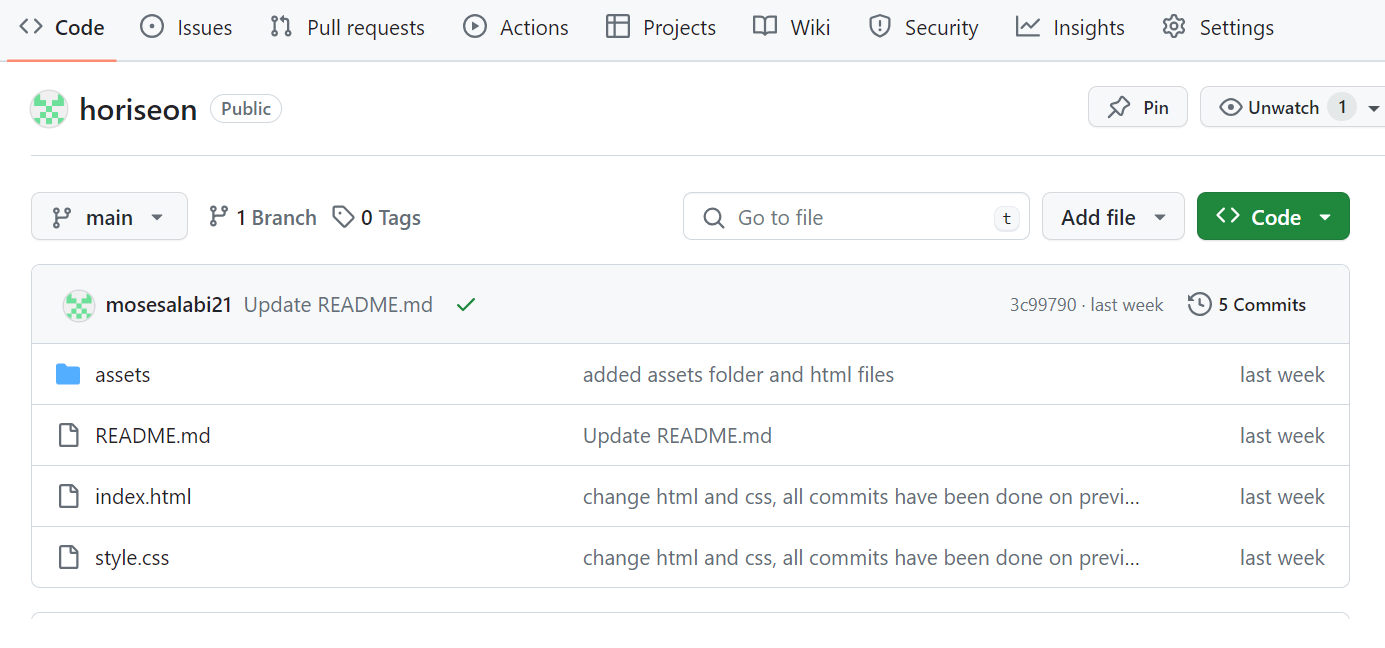 Code Issues Pull requests Actions Projects Wiki Security Insights Settings
horiseon Public Pin Unwatch 1
main 1 Branch 0 Tags Go to file t Add file Code
mosesalabi21 Update README.md 3c99790 · last week 5 Commits
assets added assets folder and html files last week
README.md Update README.md last week
index.html change html and css, all commits have been done on previ... last week
style.css change html and css, all commits have been done on previ... last week